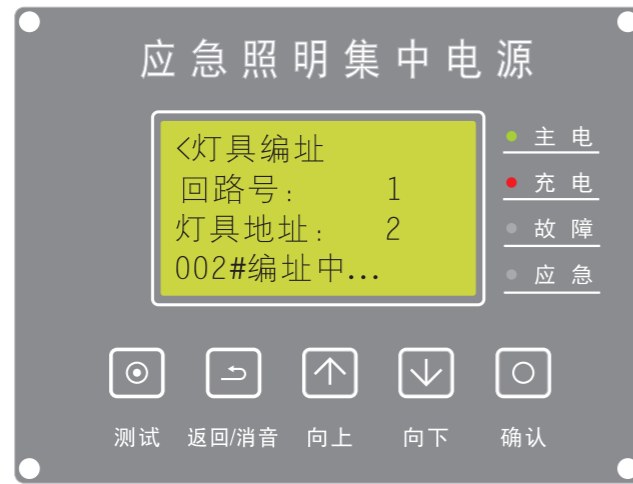 应急照明集中电源
<灯具编址
回路号: 1
灯具地址: 2
002#编址中...
主电
充电
故障
应急
测试 返回/消音 向上 向下 确认